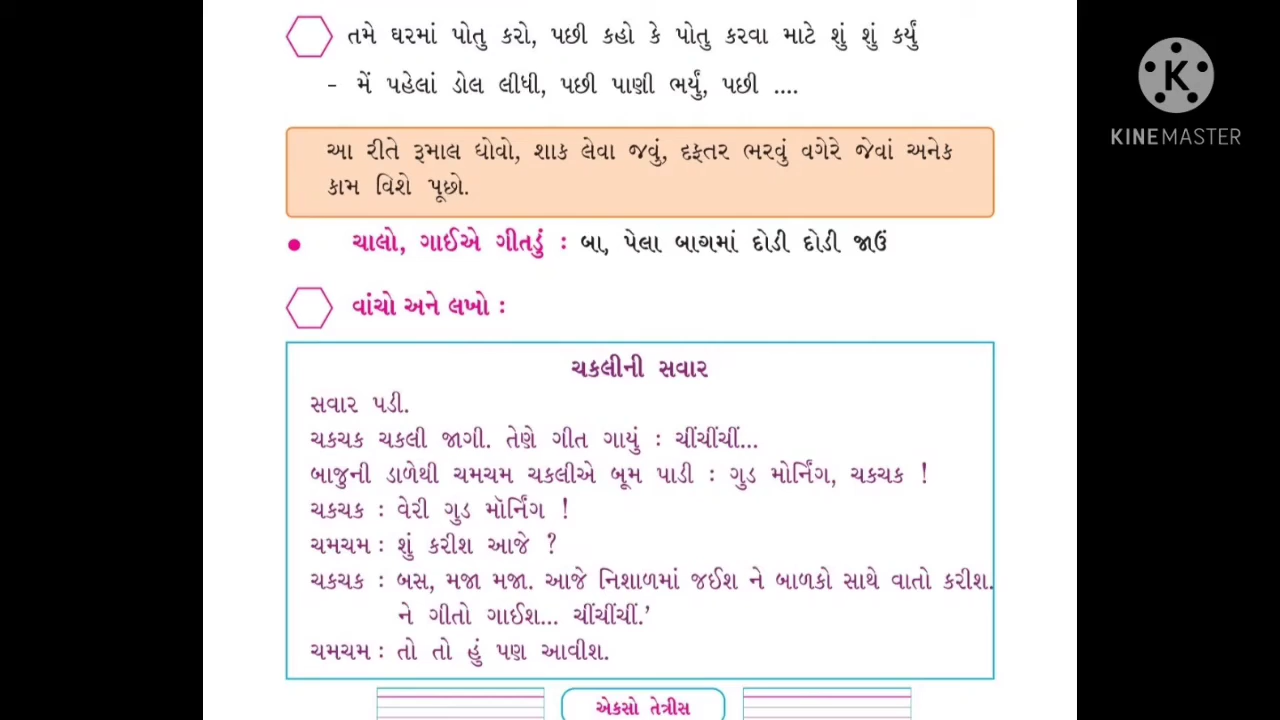 તમે ઘરમાં પોતુ કરો, પછી કહો કે પોતુ કરવા માટે શું શું કર્યું
- મેં પહેલાં ડોલ લીધી, પછી પાણી ભર્યું, પછી ....
K
KINEMASTER
આ રીતે રૂમાલ ધોવો, શાક લેવા જવું, દફતર ભરવું વગેરે જેવાં અનેક
કામ વિશે પૂછો.
• ચાલો, ગાઈએ ગીતડું : બા, પેલા બાગમાં દોડી દોડી જાઉં
વાંચો અને લખો :
ચકલીની સવાર
સવાર પડી.
ચકચક ચકલી જાગી. તેણે ગીત ગાયું : ચીંચીંચીં...
બાજુની ડાળેથી ચમચમ ચકલીએ બૂમ પાડી : ગુડ મોર્નિંગ, ચકચક !
ચકચક : વેરી ગુડ મૉર્નિંગ !
ચમચમ : શું કરીશ આજે ?
ચકચક : બસ, મજા મજા. આજે નિશાળમાં જઈશ ને બાળકો સાથે વાતો કરીશ.
ને ગીતો ગાઈશ... ચીંચીંચીં.’
ચમચમ : તો તો હું પણ આવીશ.
એકસો તેત્રીસ